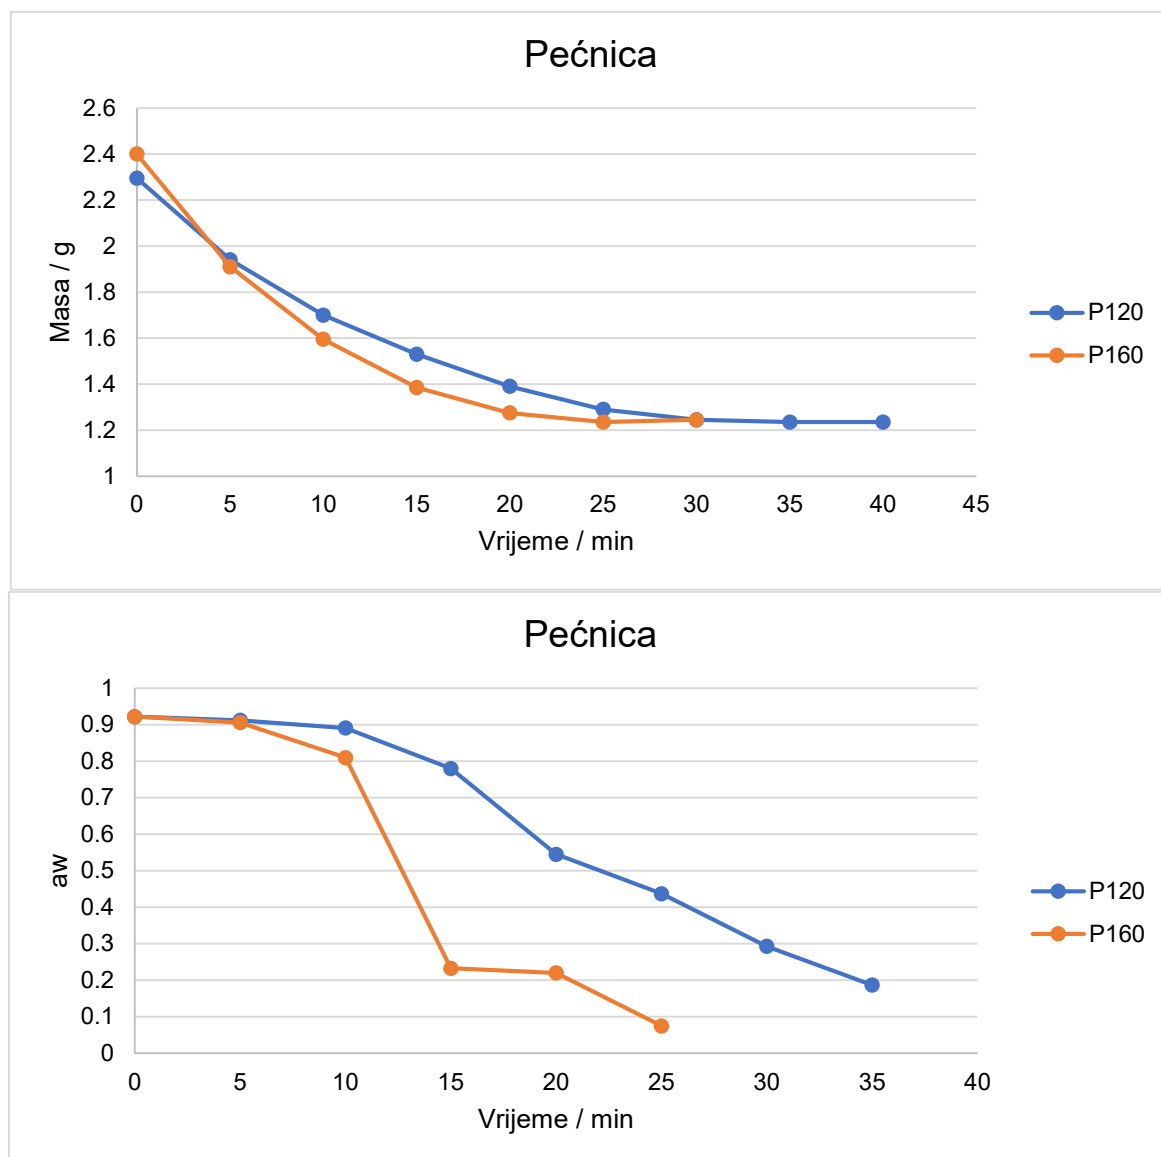 Pećnica
2.6
2.4
2.2
2
1.8
1.6
1.4
1.2
1
Masa / g
0 5 10 15 20 25 30 35 40 45
Vrijeme / min
P120
P160
Pećnica
1
0.9
0.8
0.7
0.6
0.5
0.4
0.3
0.2
0.1
0
aw
0 5 10 15 20 25 30 35 40
Vrijeme / min
P120
P160